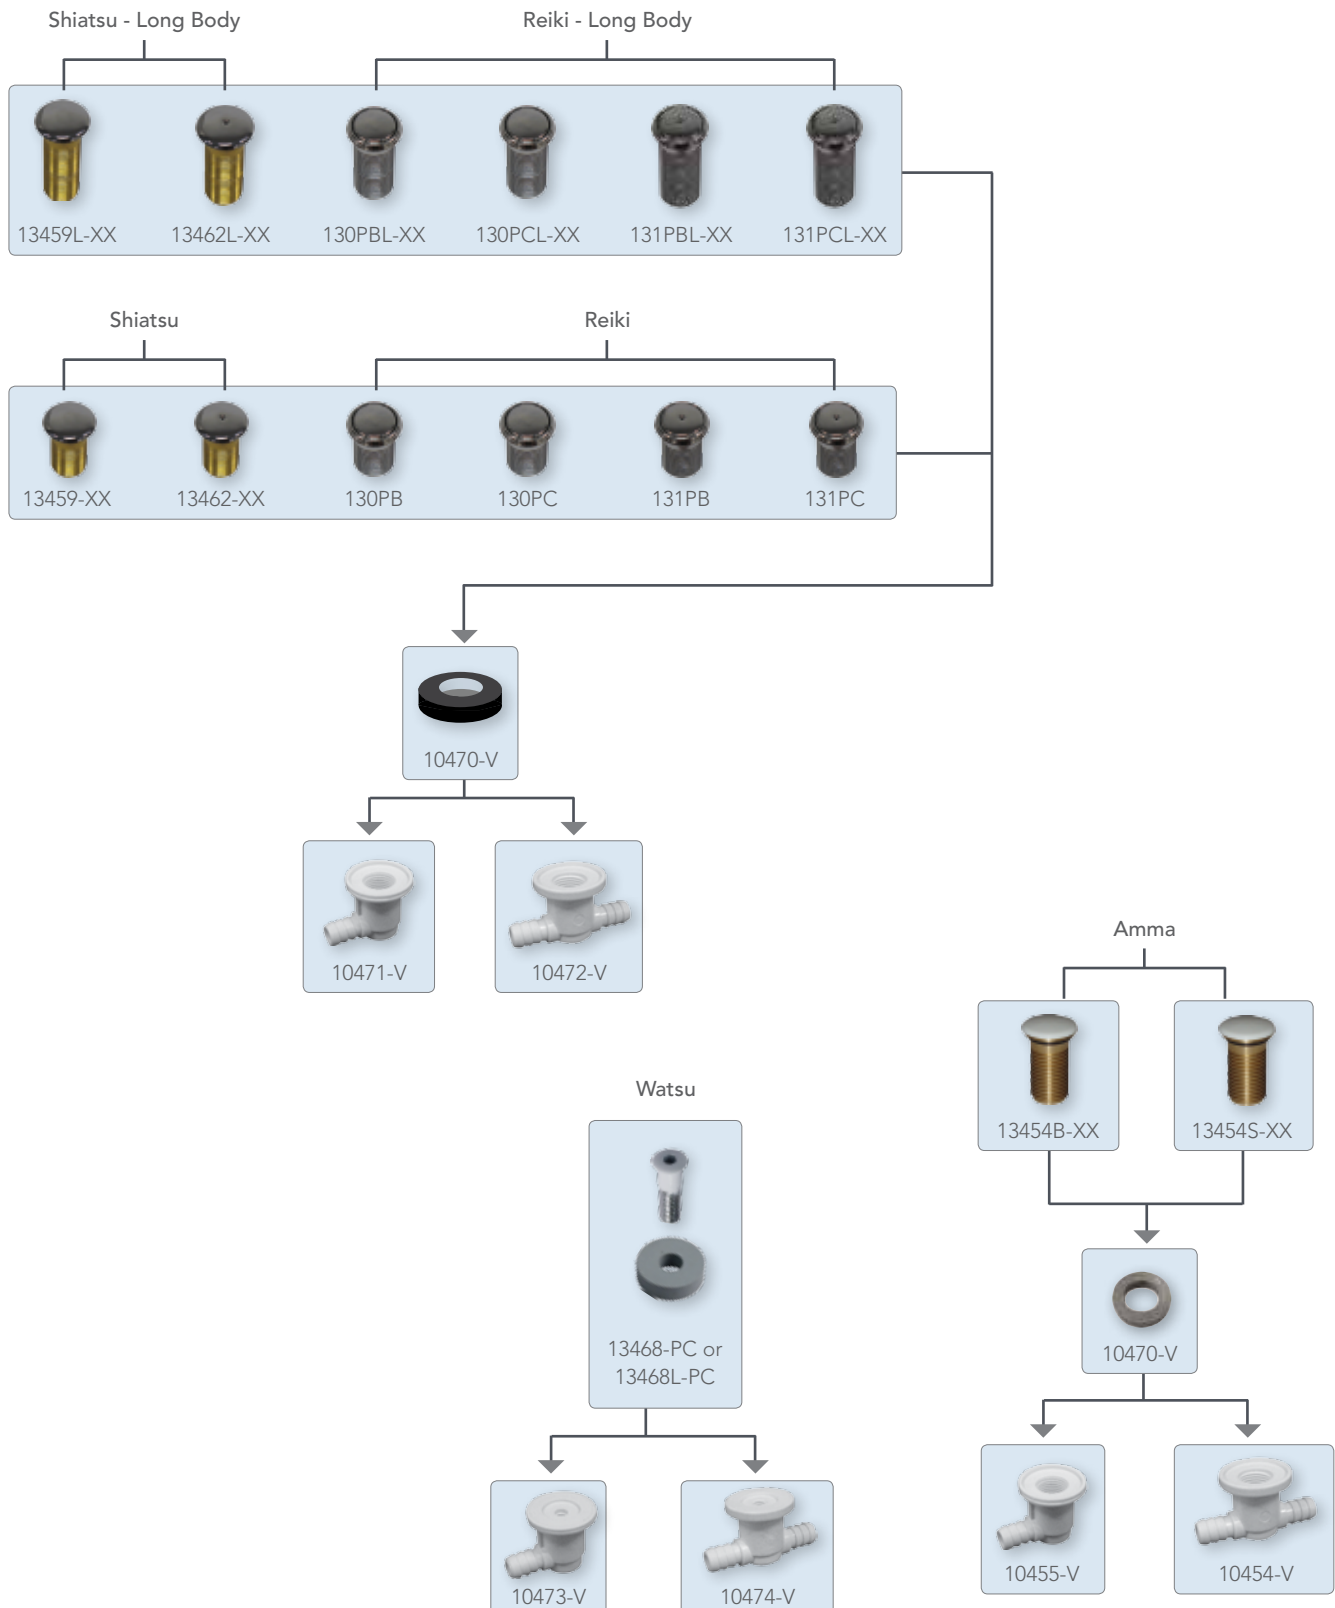 Shiatsu - Long Body
Reiki - Long Body
13459L-XX
13462L-XX
130PBL-XX
130PCL-XX
131PBL-XX
131PCL-XX
Shiatsu
Reiki
13459-XX
13462-XX
130PB
130PC
131PB
131PC
10470-V
10471-V
10472-V
Amma
13454B-XX
13454S-XX
Watsu
13468-PC or
13468L-PC
10470-V
10473-V
10474-V
10455-V
10454-V